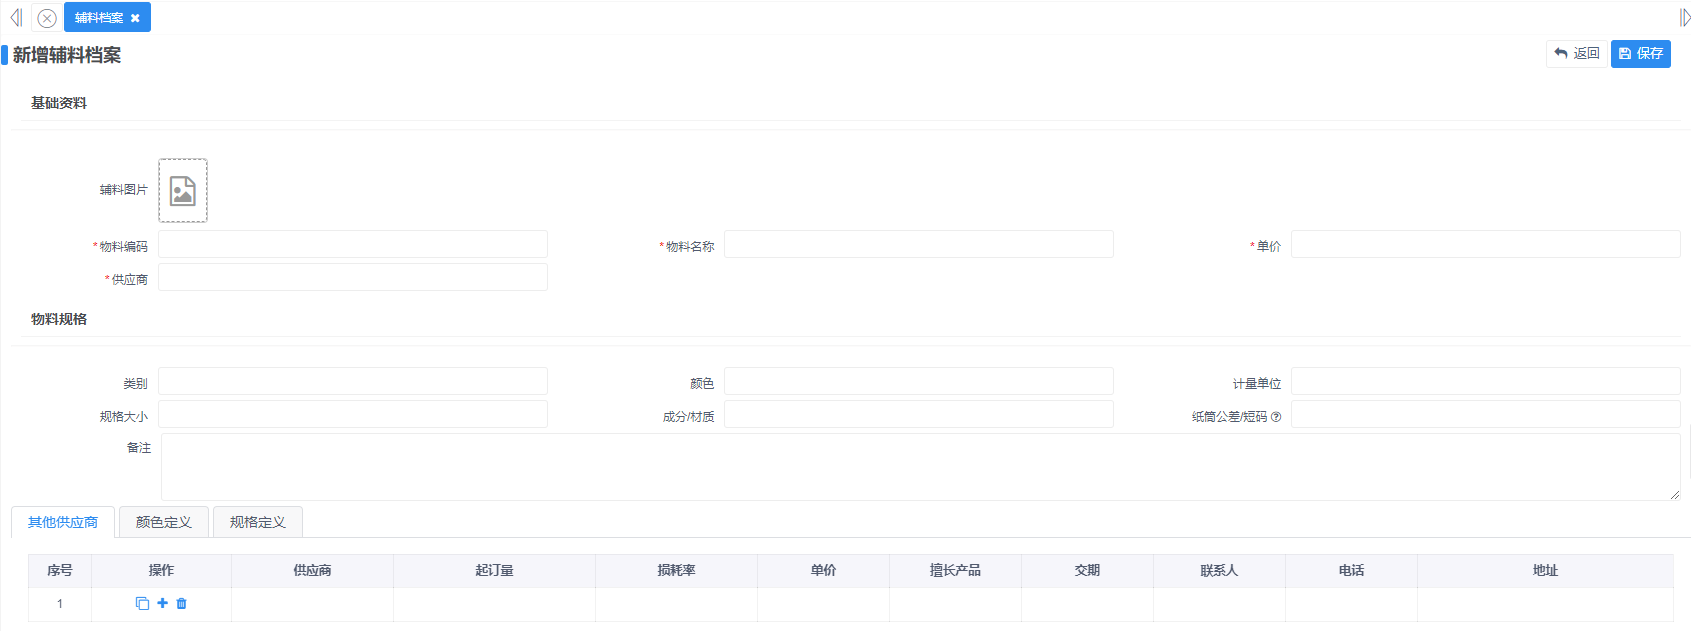 辅料档案
新增辅料档案
返回 保存
基础资料
辅料图片
*物料编码 *物料名称 *单价
*供应商
物料规格
类别 颜色 计量单位
规格大小 成分/材质 纸筒公差/短码
备注
其他供应商 颜色定义 规格定义
序号 操作 供应商 起订量 损耗率 单价 擅长产品 交期 联系人 电话 地址
1